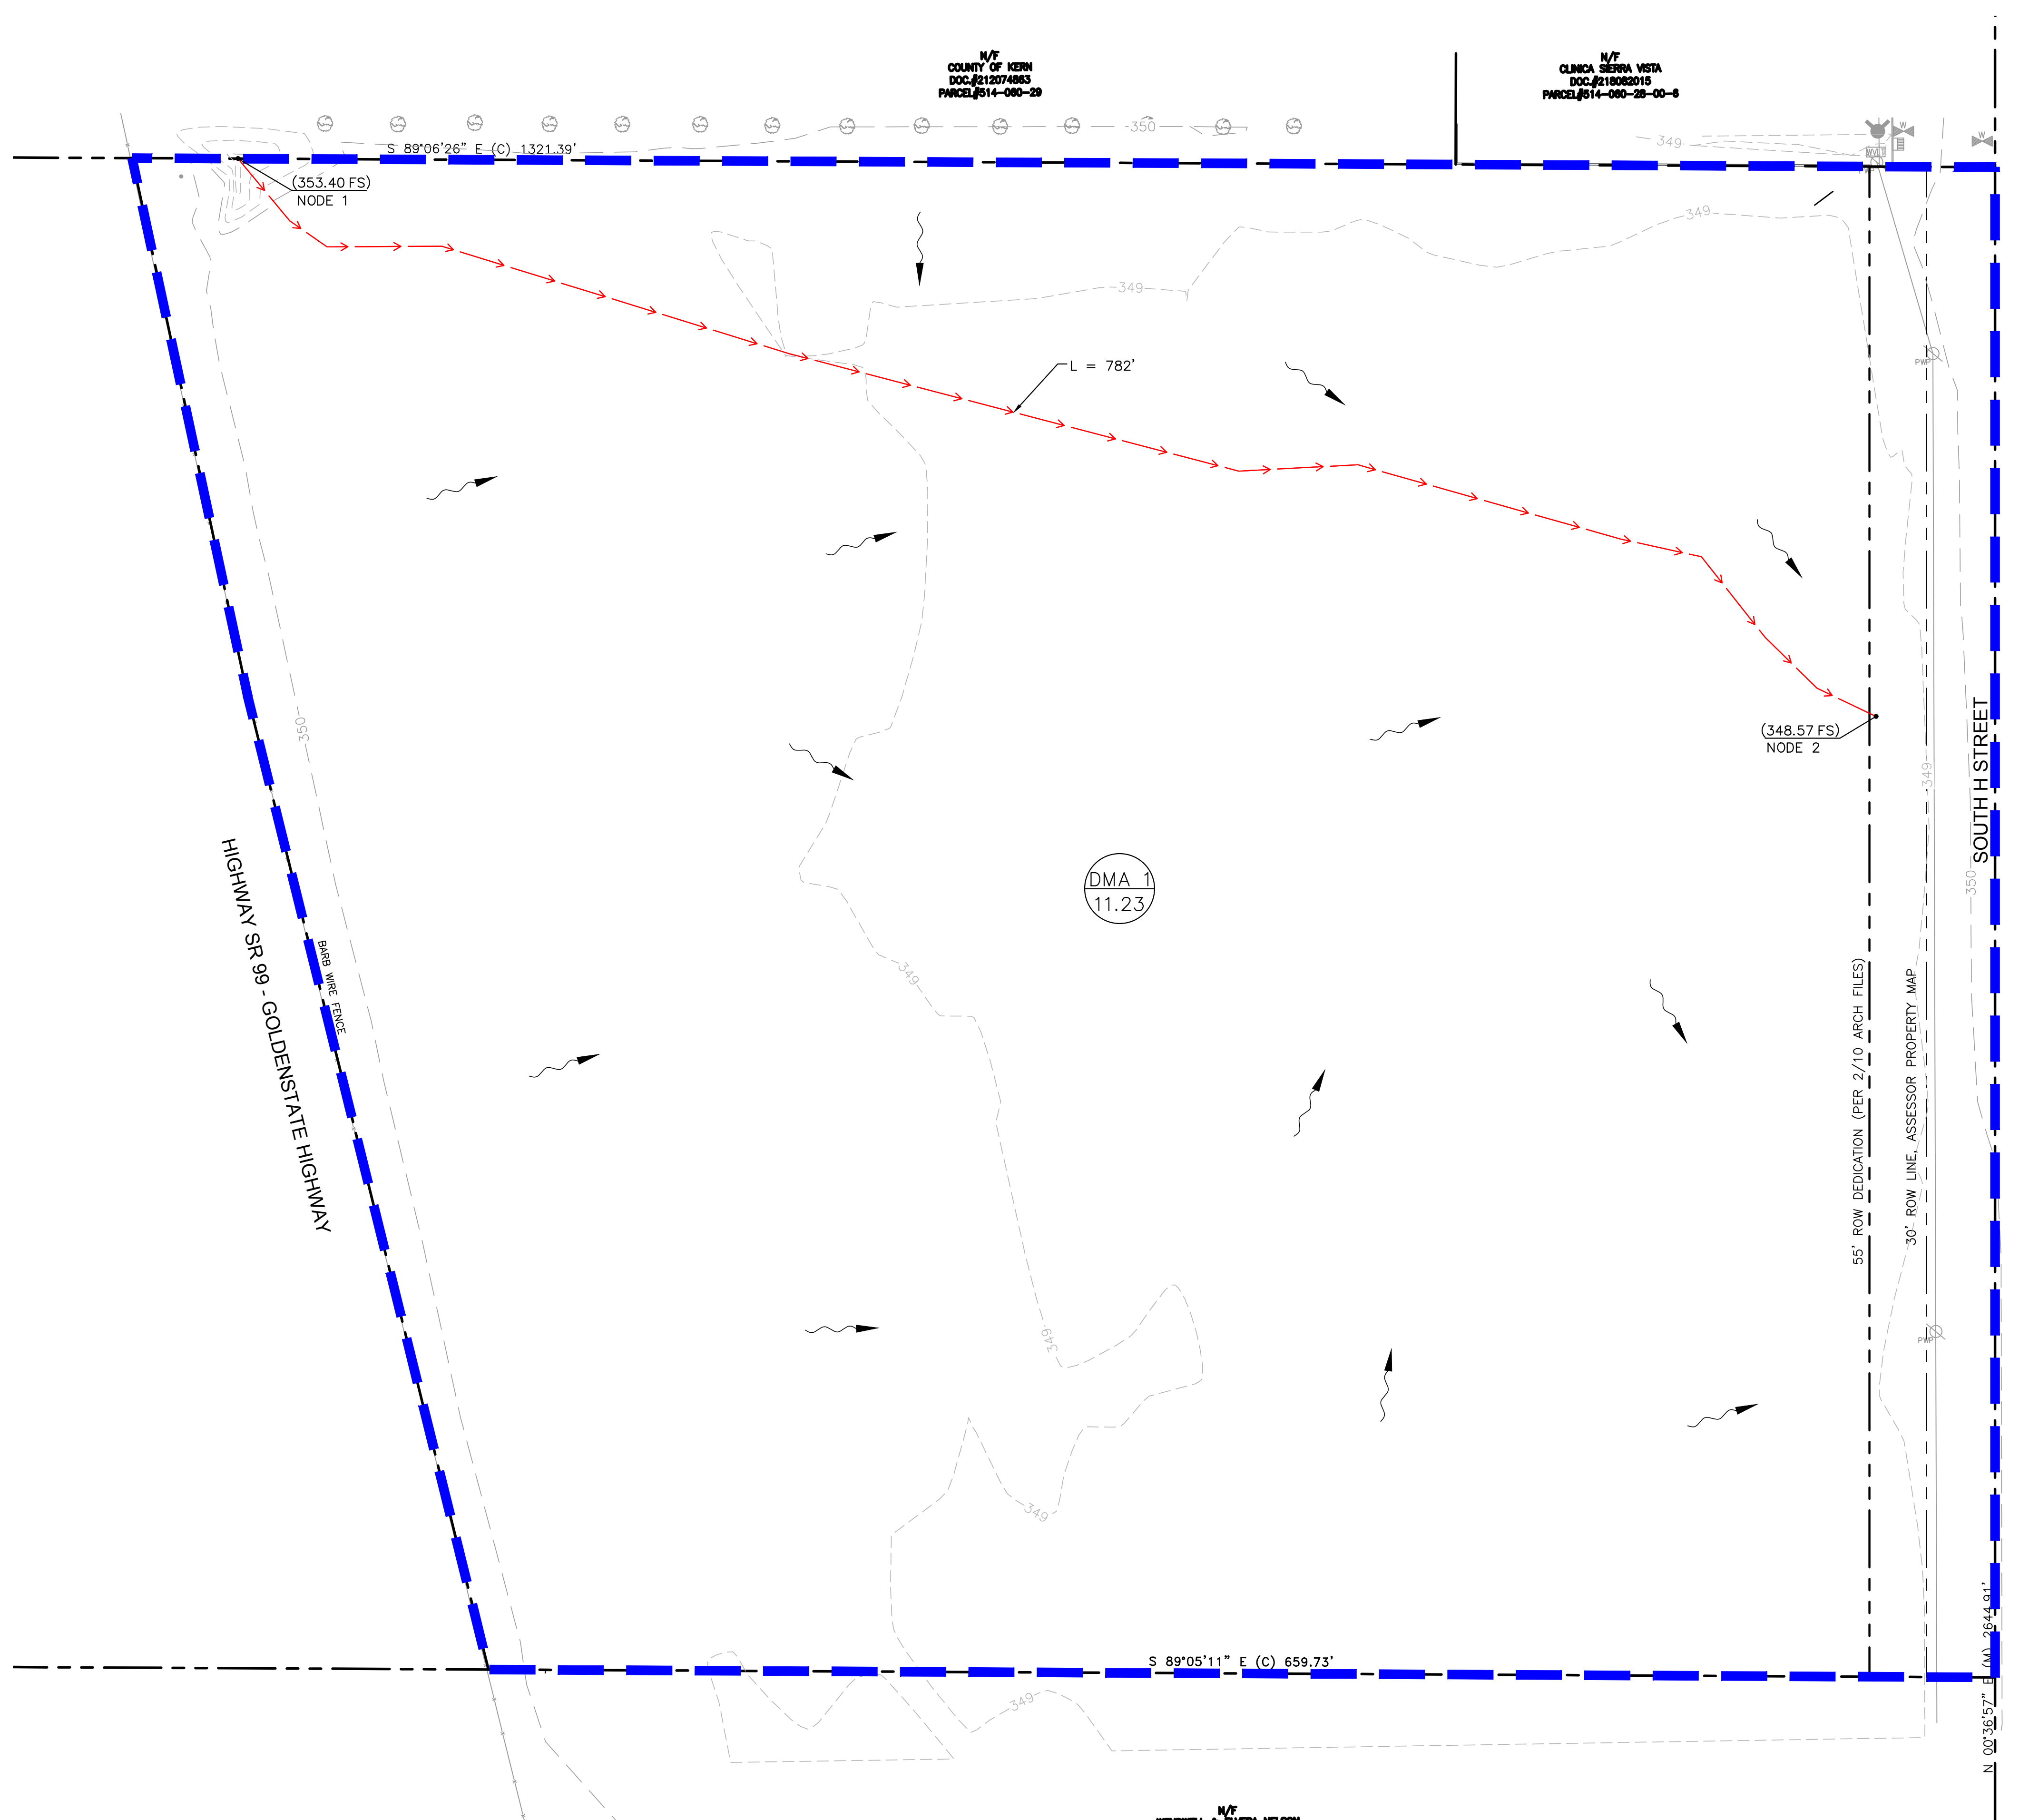 N/F
COUNTY OF KERN
DOC.#212074663
PARCEL#514-060-29
N/F
CLINICA SIERRA VISTA
DOC.#218082015
PARCEL#514-060-28-00-6
350
349
W
W
S 89°06'26" E (C) 1321.39'
(353.40 FS)
NODE 1
349
349
PWP
L = 782'
350
(348.57 FS)
NODE 2
SOUTH H STREET
349
350
HIGHWAY SR 99 - GOLDENSTATE HIGHWAY
BARB WIRE FENCE
DMA 1
11.23
349
55' ROW DEDICATION (PER 2/10 ARCH FILES)
30' ROW LINE, ASSESSOR PROPERTY MAP
349
PWP
349
S 89°05'11" E (C) 659.73'
N 00°36'57" E (M) 2644.91'
349
N/F